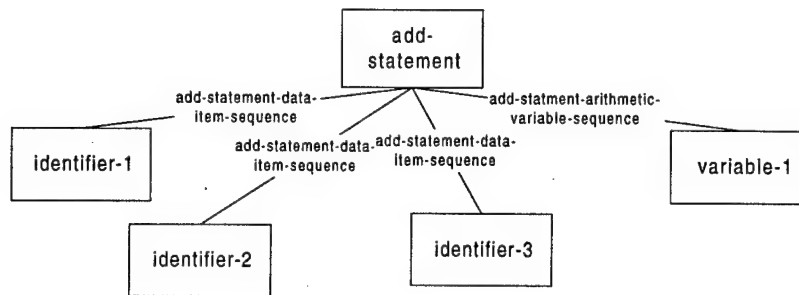 add-
statement
add-statement-data-
item-sequence
add-statment-arithmetic-
variable-sequence
add-statement-data-
item-sequence
add-statement-data-
item-sequence
identifier-1
variable-1
identifier-2
identifier-3